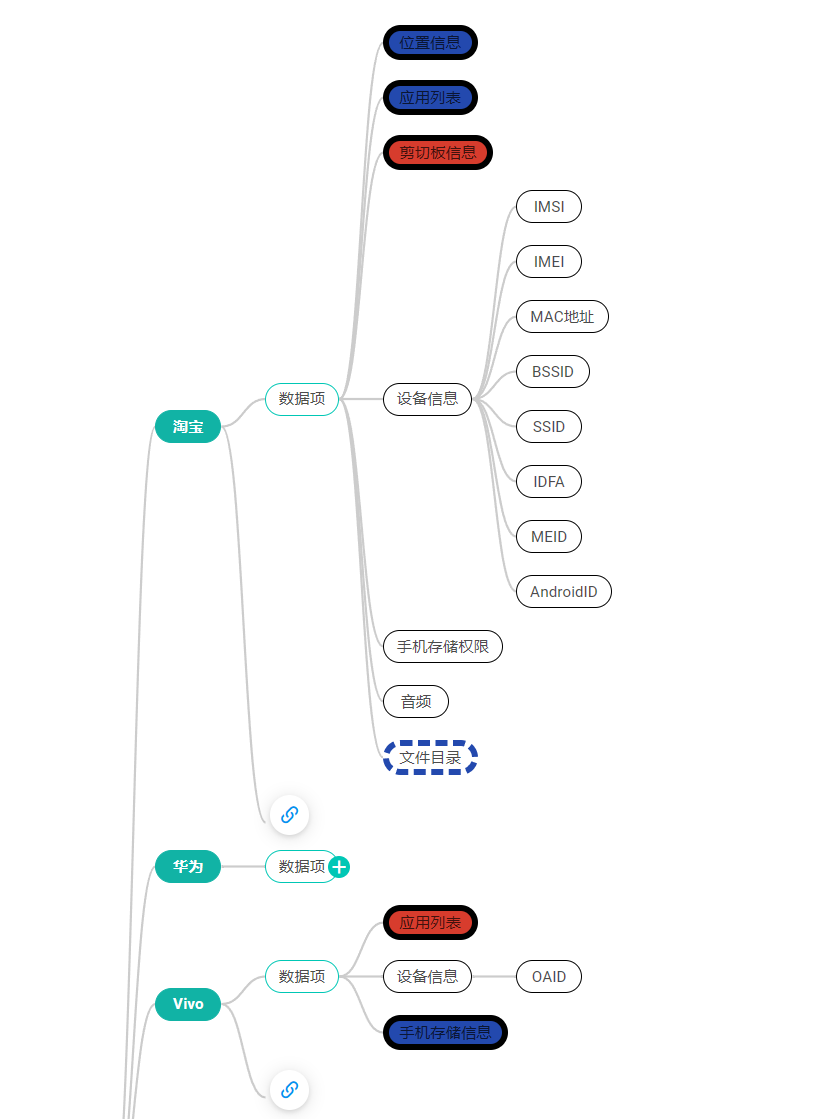 位置信息
应用列表
剪切板信息
IMSI
IMEI
MAC地址
BSSID
数据项
设备信息
淘宝
SSID
IDFA
MEID
AndroidID
手机存储权限
音频
文件目录
华为
数据项
应用列表
数据项
设备信息
OAID
Vivo
手机存储信息